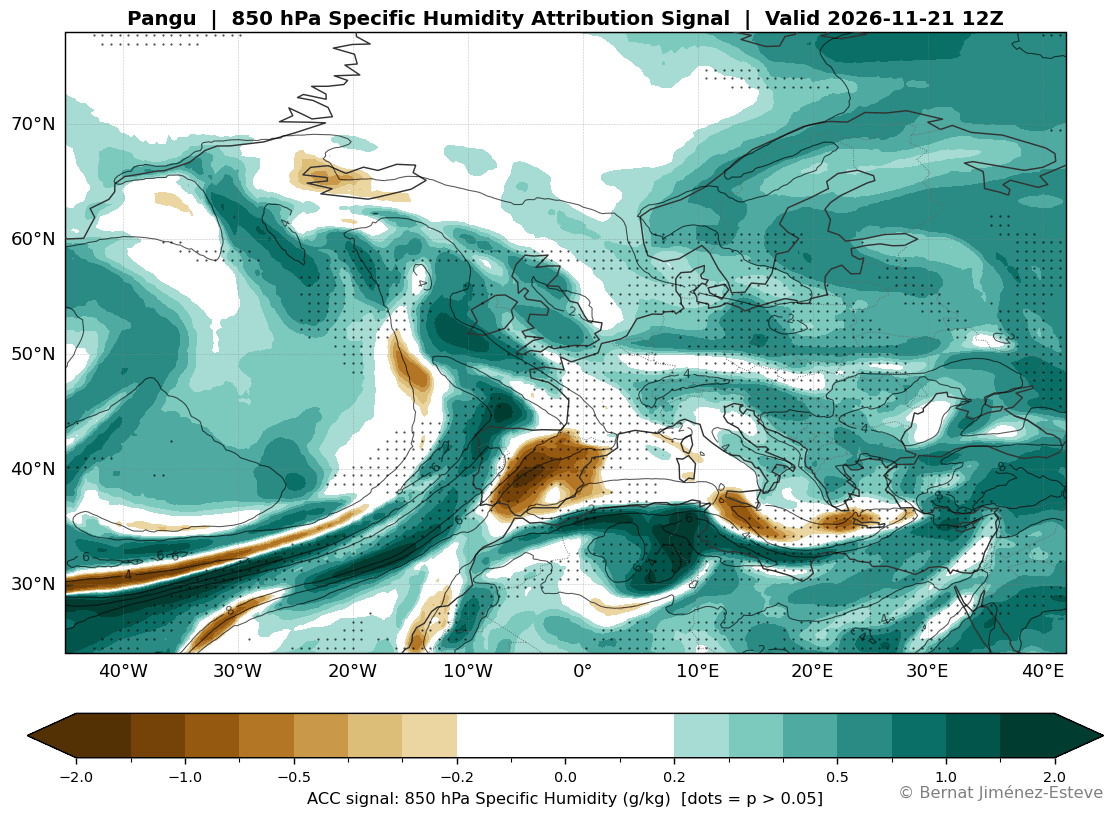 Pangu | 850 hPa Specific Humidity Attribution Signal | Valid 2026-11-21 12Z
70°N
60°N
50°N
40°N
30°N
40°W 30°W 20°W 10°W 0° 10°E 20°E 30°E 40°E
−2.0 −1.0 −0.5 −0.2 0.0 0.2 0.5 1.0 2.0
ACC signal: 850 hPa Specific Humidity (g/kg) [dots = p > 0.05]
© Bernat Jiménez-Esteve